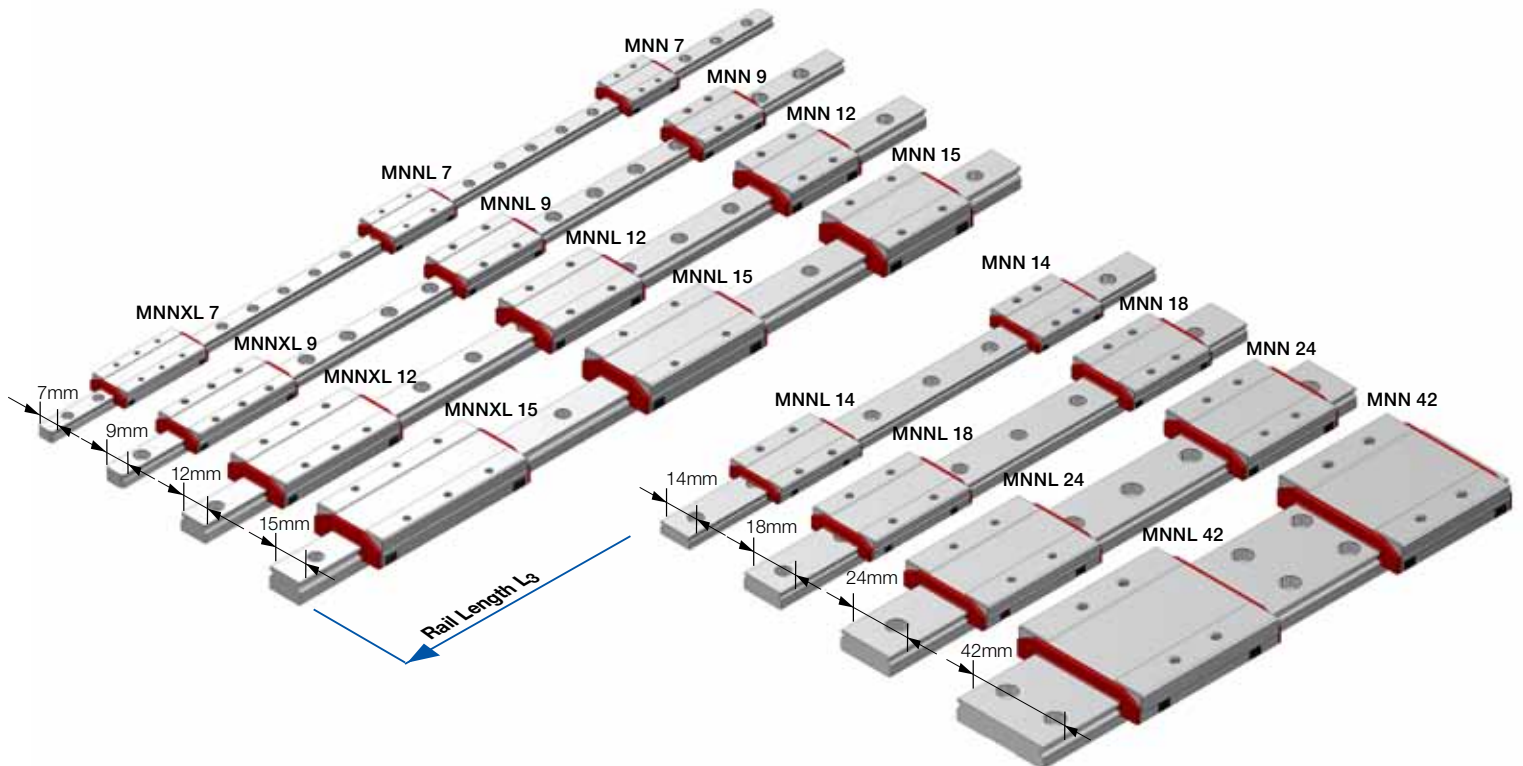 MNN 7
MNN 9
MNN 12
MNN 15
MNNL 7
MNNL 9
MNNL 12
MNNL 15
MNNXL 7
MNNXL 9
MNNXL 12
MNNXL 15
7mm
9mm
12mm
15mm
Rail Length L3
MNN 14
MNN 18
MNN 24
MNN 42
MNNL 14
MNNL 18
MNNL 24
MNNL 42
14mm
18mm
24mm
42mm